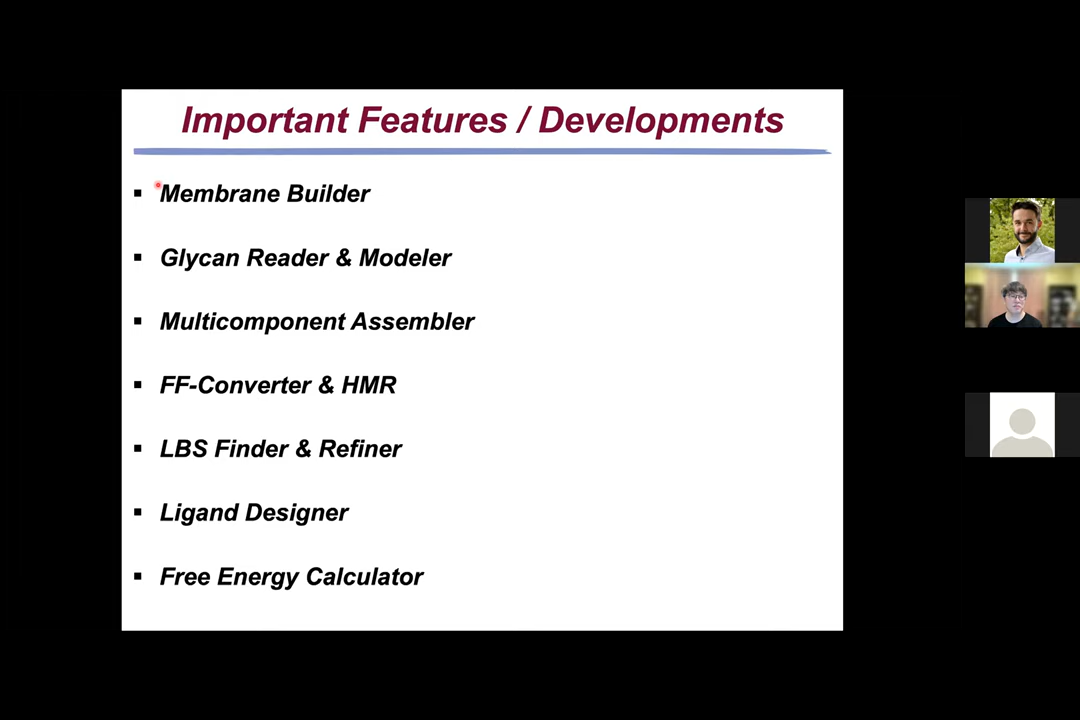 Important Features / Developments
▪ Membrane Builder
▪ Glycan Reader & Modeler
▪ Multicomponent Assembler
▪ FF-Converter & HMR
▪ LBS Finder & Refiner
▪ Ligand Designer
▪ Free Energy Calculator